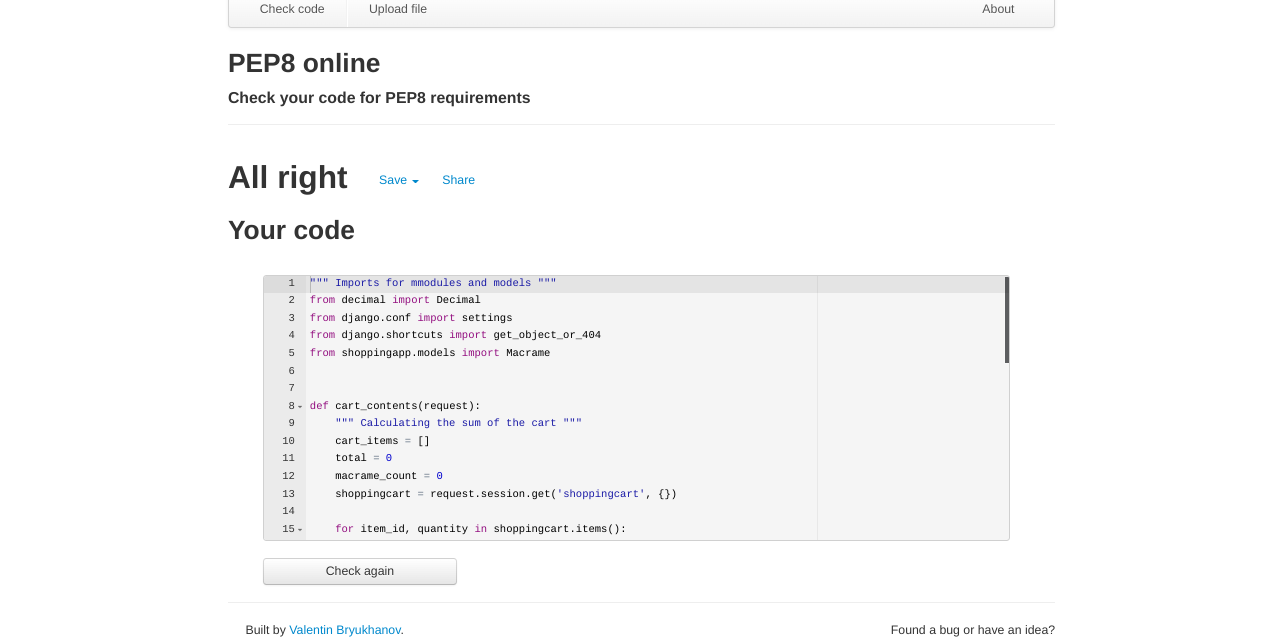 Check code Upload file About
PEP8 online
Check your code for PEP8 requirements
All right Save Share
Your code
1 """ Imports for mmodules and models """
2 from decimal import Decimal
3 from django.conf import settings
4 from django.shortcuts import get_object_or_404
5 from shoppingapp.models import Macrame
6
7
8 def cart_contents(request):
9 """ Calculating the sum of the cart """
10 cart_items = []
11 total = 0
12 macrame_count = 0
13 shoppingcart = request.session.get('shoppingcart', {})
14
15 for item_id, quantity in shoppingcart.items():
Check again
Built by Valentin Bryukhanov. Found a bug or have an idea?